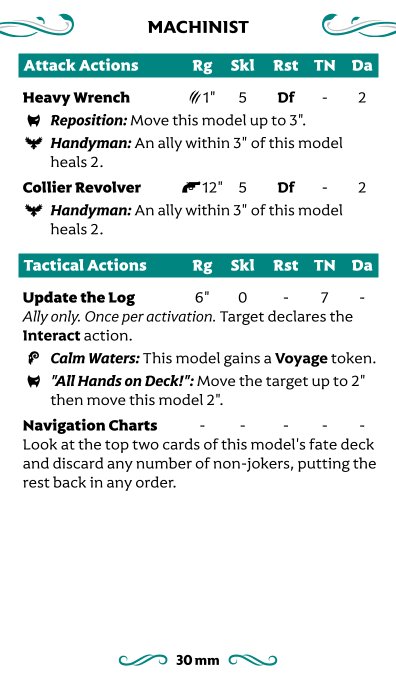 MACHINIST
Attack Actions Rg Skl Rst TN Da
Heavy Wrench 1" 5 Df - 2
Reposition: Move this model up to 3".
Handyman: An ally within 3" of this model
heals 2.
Collier Revolver 12" 5 Df - 2
Handyman: An ally within 3" of this model
heals 2.
Tactical Actions Rg Skl Rst TN Da
Update the Log 6" 0 - 7 -
Ally only. Once per activation. Target declares the
Interact action.
Calm Waters: This model gains a Voyage token.
"All Hands on Deck!": Move the target up to 2"
then move this model 2".
Navigation Charts - - - - -
Look at the top two cards of this model's fate deck
and discard any number of non-jokers, putting the
rest back in any order.
30 mm